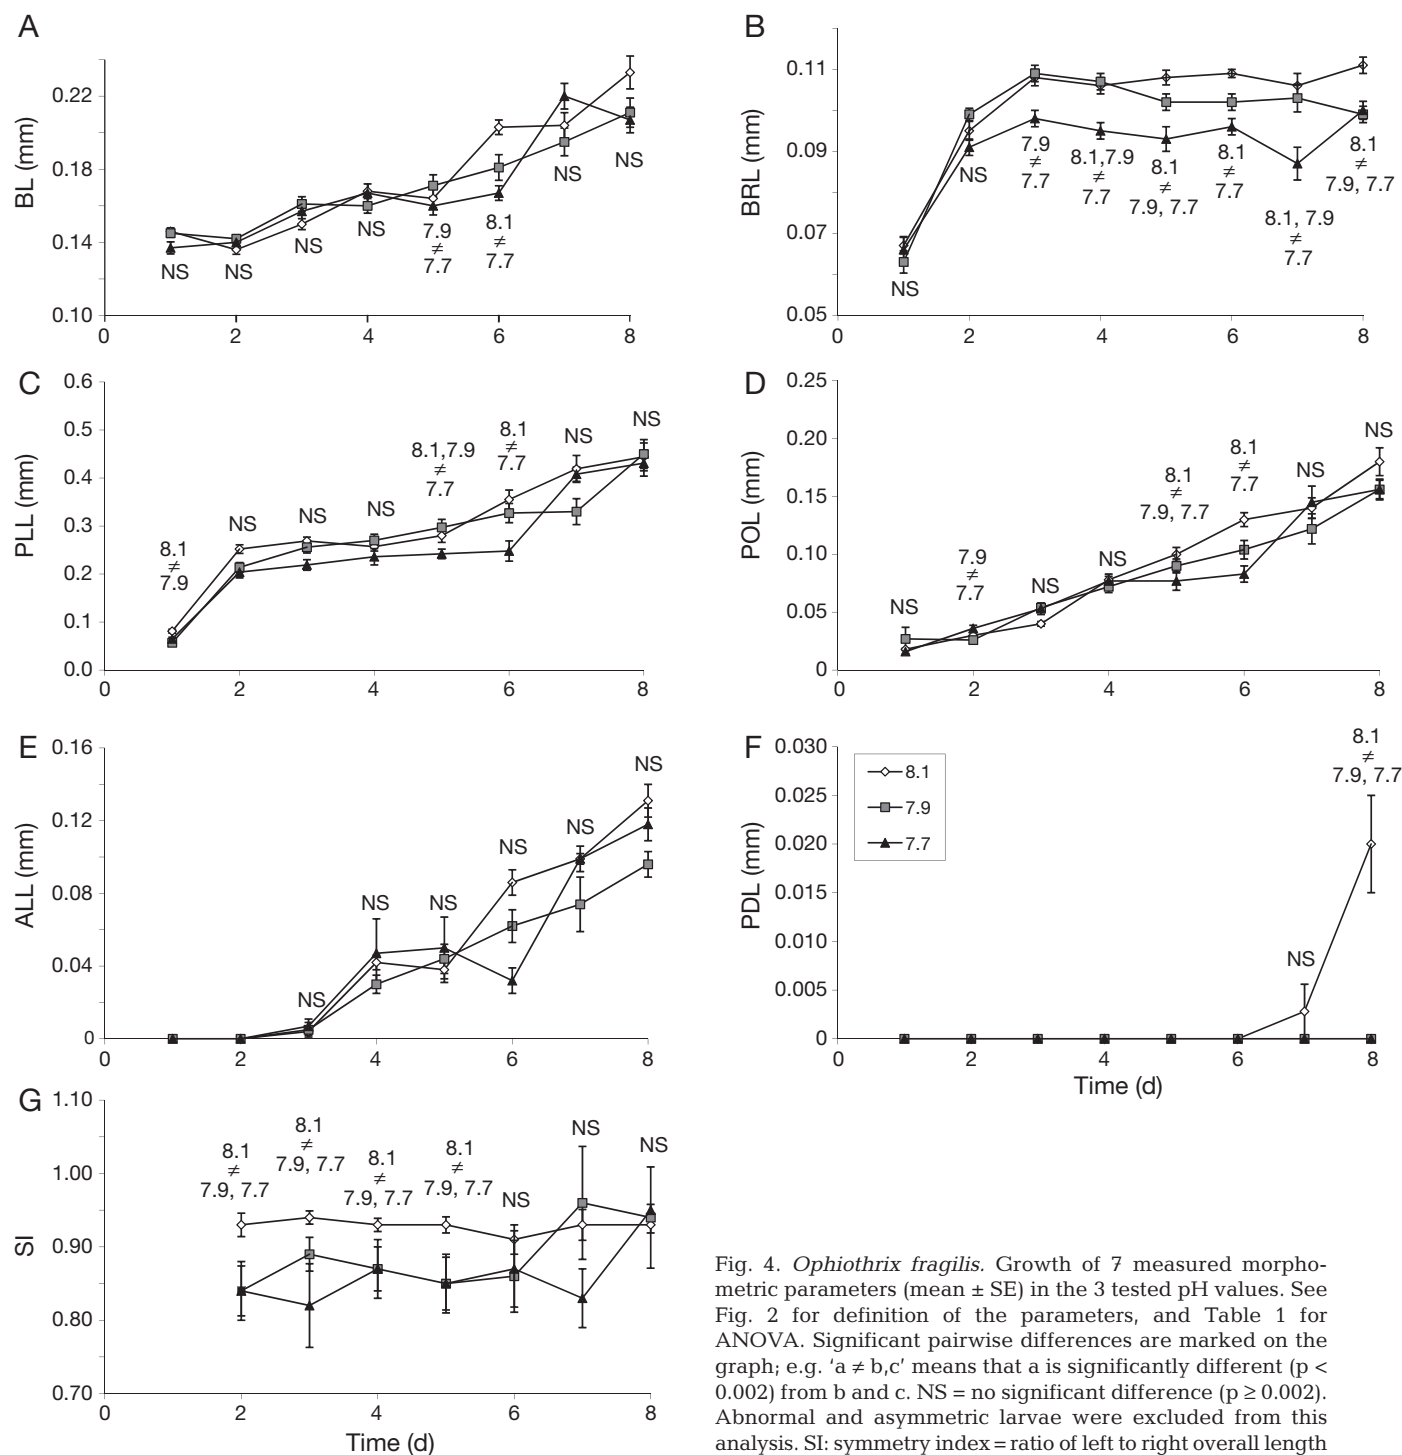 A
BL (mm)
0.22
0.18
0.14
0.10
NS
NS
NS
NS
7.9
≠
7.7
8.1
≠
7.7
NS
NS
0
2
4
6
8
B
BRL (mm)
0.11
0.09
0.07
0.05
NS
NS
7.9
≠
7.7
8.1,7.9
≠
7.7
8.1
≠
7.9, 7.7
8.1
≠
7.7
8.1, 7.9
≠
7.7
8.1
≠
7.9, 7.7
0
2
4
6
8
C
PLL (mm)
0.6
0.5
0.4
0.3
0.2
0.1
0.0
8.1
≠
7.9
NS
NS
NS
8.1,7.9
≠
7.7
8.1
≠
7.7
NS
NS
0
2
4
6
8
D
POL (mm)
0.25
0.20
0.15
0.10
0.05
0
NS
7.9
≠
7.7
NS
NS
8.1
≠
7.9, 7.7
8.1
≠
7.7
NS
NS
0
2
4
6
8
E
ALL (mm)
0.16
0.12
0.08
0.04
0
NS
NS
NS
NS
NS
NS
0
2
4
6
8
F
PDL (mm)
0.030
0.025
0.020
0.015
0.010
0.005
0
8.1
7.9
7.7
NS
8.1
≠
7.9, 7.7
0
2
4
6
8
Time (d)
G
SI
1.10
1.00
0.90
0.80
0.70
8.1
≠
7.9, 7.7
8.1
≠
7.9, 7.7
8.1
≠
7.9, 7.7
8.1
≠
7.9, 7.7
NS
NS
NS
0
2
4
6
8
Time (d)
Fig. 4. Ophiothrix fragilis. Growth of 7 measured morpho-
metric parameters (mean ± SE) in the 3 tested pH values. See
Fig. 2 for definition of the parameters, and Table 1 for
ANOVA. Significant pairwise differences are marked on the
graph; e.g. ‘a ≠ b,c’ means that a is significantly different (p <
0.002) from b and c. NS = no significant difference (p ≥ 0.002).
Abnormal and asymmetric larvae were excluded from this
analysis. SI: symmetry index = ratio of left to right overall length